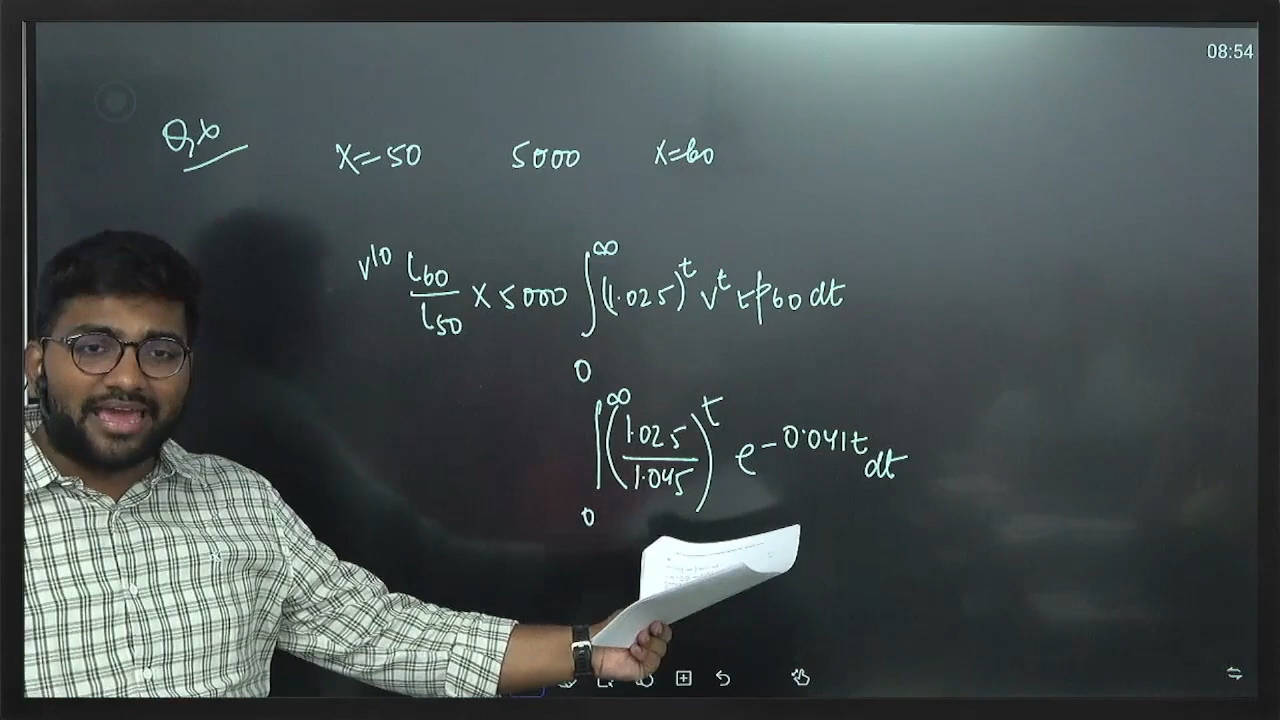 08:54
Q,6
x=50 5000 x=60
v^10 l60/l50 × 5000 ∫0^∞ (1.025)^t v^t tp60 dt
∫0^∞ (1.025/1.045)^t e^-0.041t dt